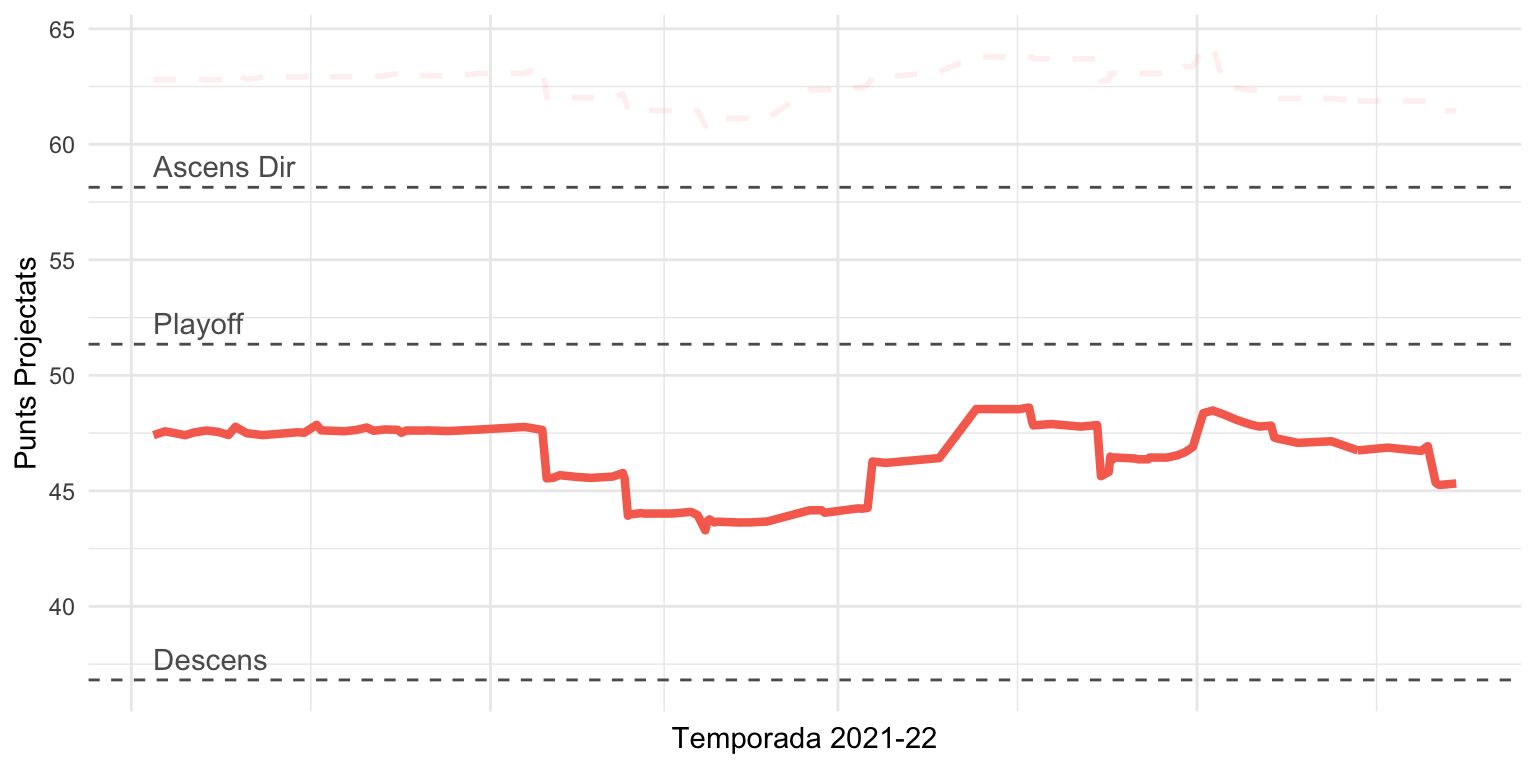 65
60
Ascens Dir
55
Playoff
50
45
40
Descens
Punts Projectats
Temporada 2021-22